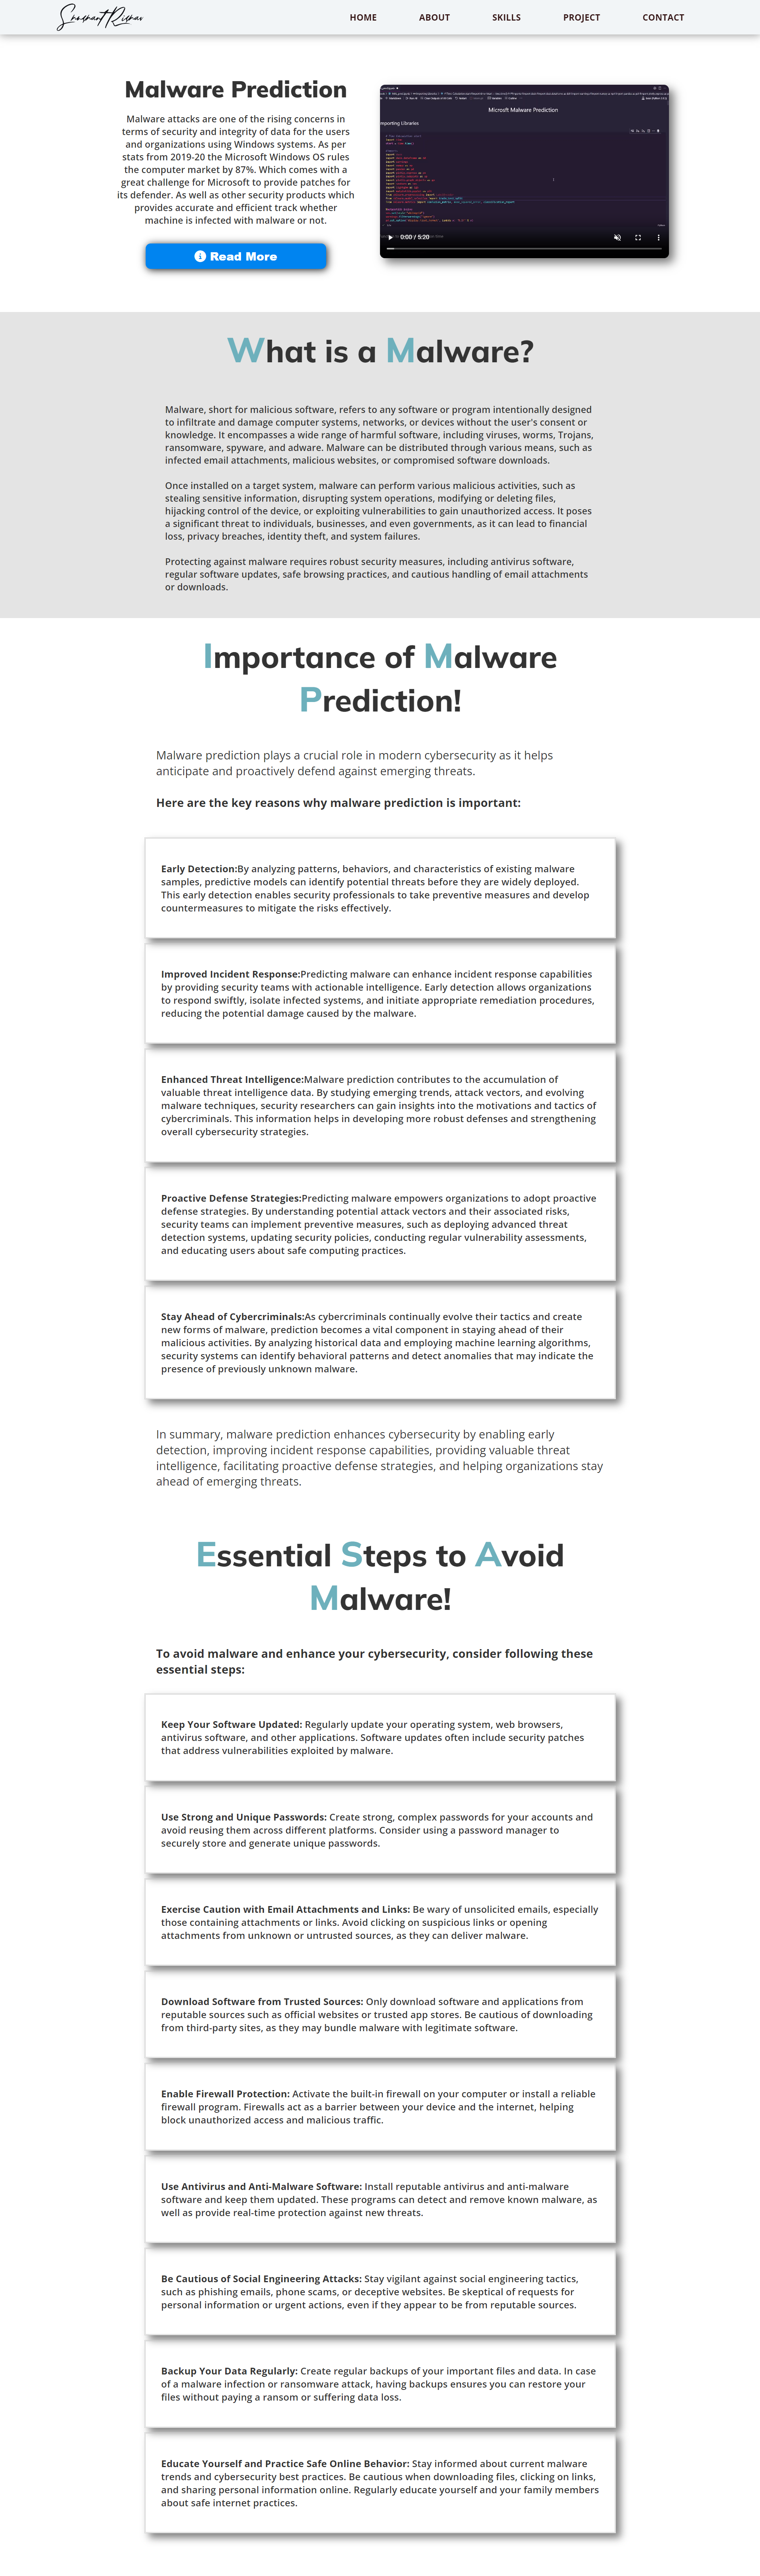 HOME ABOUT SKILLS PROJECT CONTACT
Malware Prediction
Malware attacks are one of the rising concerns in
terms of security and integrity of data for the users
and organizations using Windows systems. As per
stats from 2019-20 the Microsoft Windows OS rules
the computer market by 87%. Which comes with a
great challenge for Microsoft to provide patches for
its defender. As well as other security products which
provides accurate and efficient track whether
machine is infected with malware or not.
Read More
Microsft Malware Prediction
mporting Libraries
0:00 / 5:20
What is a Malware?
Malware, short for malicious software, refers to any software or program intentionally designed
to infiltrate and damage computer systems, networks, or devices without the user's consent or
knowledge. It encompasses a wide range of harmful software, including viruses, worms, Trojans,
ransomware, spyware, and adware. Malware can be distributed through various means, such as
infected email attachments, malicious websites, or compromised software downloads.
Once installed on a target system, malware can perform various malicious activities, such as
stealing sensitive information, disrupting system operations, modifying or deleting files,
hijacking control of the device, or exploiting vulnerabilities to gain unauthorized access. It poses
a significant threat to individuals, businesses, and even governments, as it can lead to financial
loss, privacy breaches, identity theft, and system failures.
Protecting against malware requires robust security measures, including antivirus software,
regular software updates, safe browsing practices, and cautious handling of email attachments
or downloads.
Importance of Malware
Prediction!
Malware prediction plays a crucial role in modern cybersecurity as it helps
anticipate and proactively defend against emerging threats.
Here are the key reasons why malware prediction is important:
Early Detection:By analyzing patterns, behaviors, and characteristics of existing malware
samples, predictive models can identify potential threats before they are widely deployed.
This early detection enables security professionals to take preventive measures and develop
countermeasures to mitigate the risks effectively.
Improved Incident Response:Predicting malware can enhance incident response capabilities
by providing security teams with actionable intelligence. Early detection allows organizations
to respond swiftly, isolate infected systems, and initiate appropriate remediation procedures,
reducing the potential damage caused by the malware.
Enhanced Threat Intelligence:Malware prediction contributes to the accumulation of
valuable threat intelligence data. By studying emerging trends, attack vectors, and evolving
malware techniques, security researchers can gain insights into the motivations and tactics of
cybercriminals. This information helps in developing more robust defenses and strengthening
overall cybersecurity strategies.
Proactive Defense Strategies:Predicting malware empowers organizations to adopt proactive
defense strategies. By understanding potential attack vectors and their associated risks,
security teams can implement preventive measures, such as deploying advanced threat
detection systems, updating security policies, conducting regular vulnerability assessments,
and educating users about safe computing practices.
Stay Ahead of Cybercriminals:As cybercriminals continually evolve their tactics and create
new forms of malware, prediction becomes a vital component in staying ahead of their
malicious activities. By analyzing historical data and employing machine learning algorithms,
security systems can identify behavioral patterns and detect anomalies that may indicate the
presence of previously unknown malware.
In summary, malware prediction enhances cybersecurity by enabling early
detection, improving incident response capabilities, providing valuable threat
intelligence, facilitating proactive defense strategies, and helping organizations stay
ahead of emerging threats.
Essential Steps to Avoid
Malware!
To avoid malware and enhance your cybersecurity, consider following these
essential steps:
Keep Your Software Updated: Regularly update your operating system, web browsers,
antivirus software, and other applications. Software updates often include security patches
that address vulnerabilities exploited by malware.
Use Strong and Unique Passwords: Create strong, complex passwords for your accounts and
avoid reusing them across different platforms. Consider using a password manager to
securely store and generate unique passwords.
Exercise Caution with Email Attachments and Links: Be wary of unsolicited emails, especially
those containing attachments or links. Avoid clicking on suspicious links or opening
attachments from unknown or untrusted sources, as they can deliver malware.
Download Software from Trusted Sources: Only download software and applications from
reputable sources such as official websites or trusted app stores. Be cautious of downloading
from third-party sites, as they may bundle malware with legitimate software.
Enable Firewall Protection: Activate the built-in firewall on your computer or install a reliable
firewall program. Firewalls act as a barrier between your device and the internet, helping
block unauthorized access and malicious traffic.
Use Antivirus and Anti-Malware Software: Install reputable antivirus and anti-malware
software and keep them updated. These programs can detect and remove known malware, as
well as provide real-time protection against new threats.
Be Cautious of Social Engineering Attacks: Stay vigilant against social engineering tactics,
such as phishing emails, phone scams, or deceptive websites. Be skeptical of requests for
personal information or urgent actions, even if they appear to be from reputable sources.
Backup Your Data Regularly: Create regular backups of your important files and data. In case
of a malware infection or ransomware attack, having backups ensures you can restore your
files without paying a ransom or suffering data loss.
Educate Yourself and Practice Safe Online Behavior: Stay informed about current malware
trends and cybersecurity best practices. Be cautious when downloading files, clicking on links,
and sharing personal information online. Regularly educate yourself and your family members
about safe internet practices.